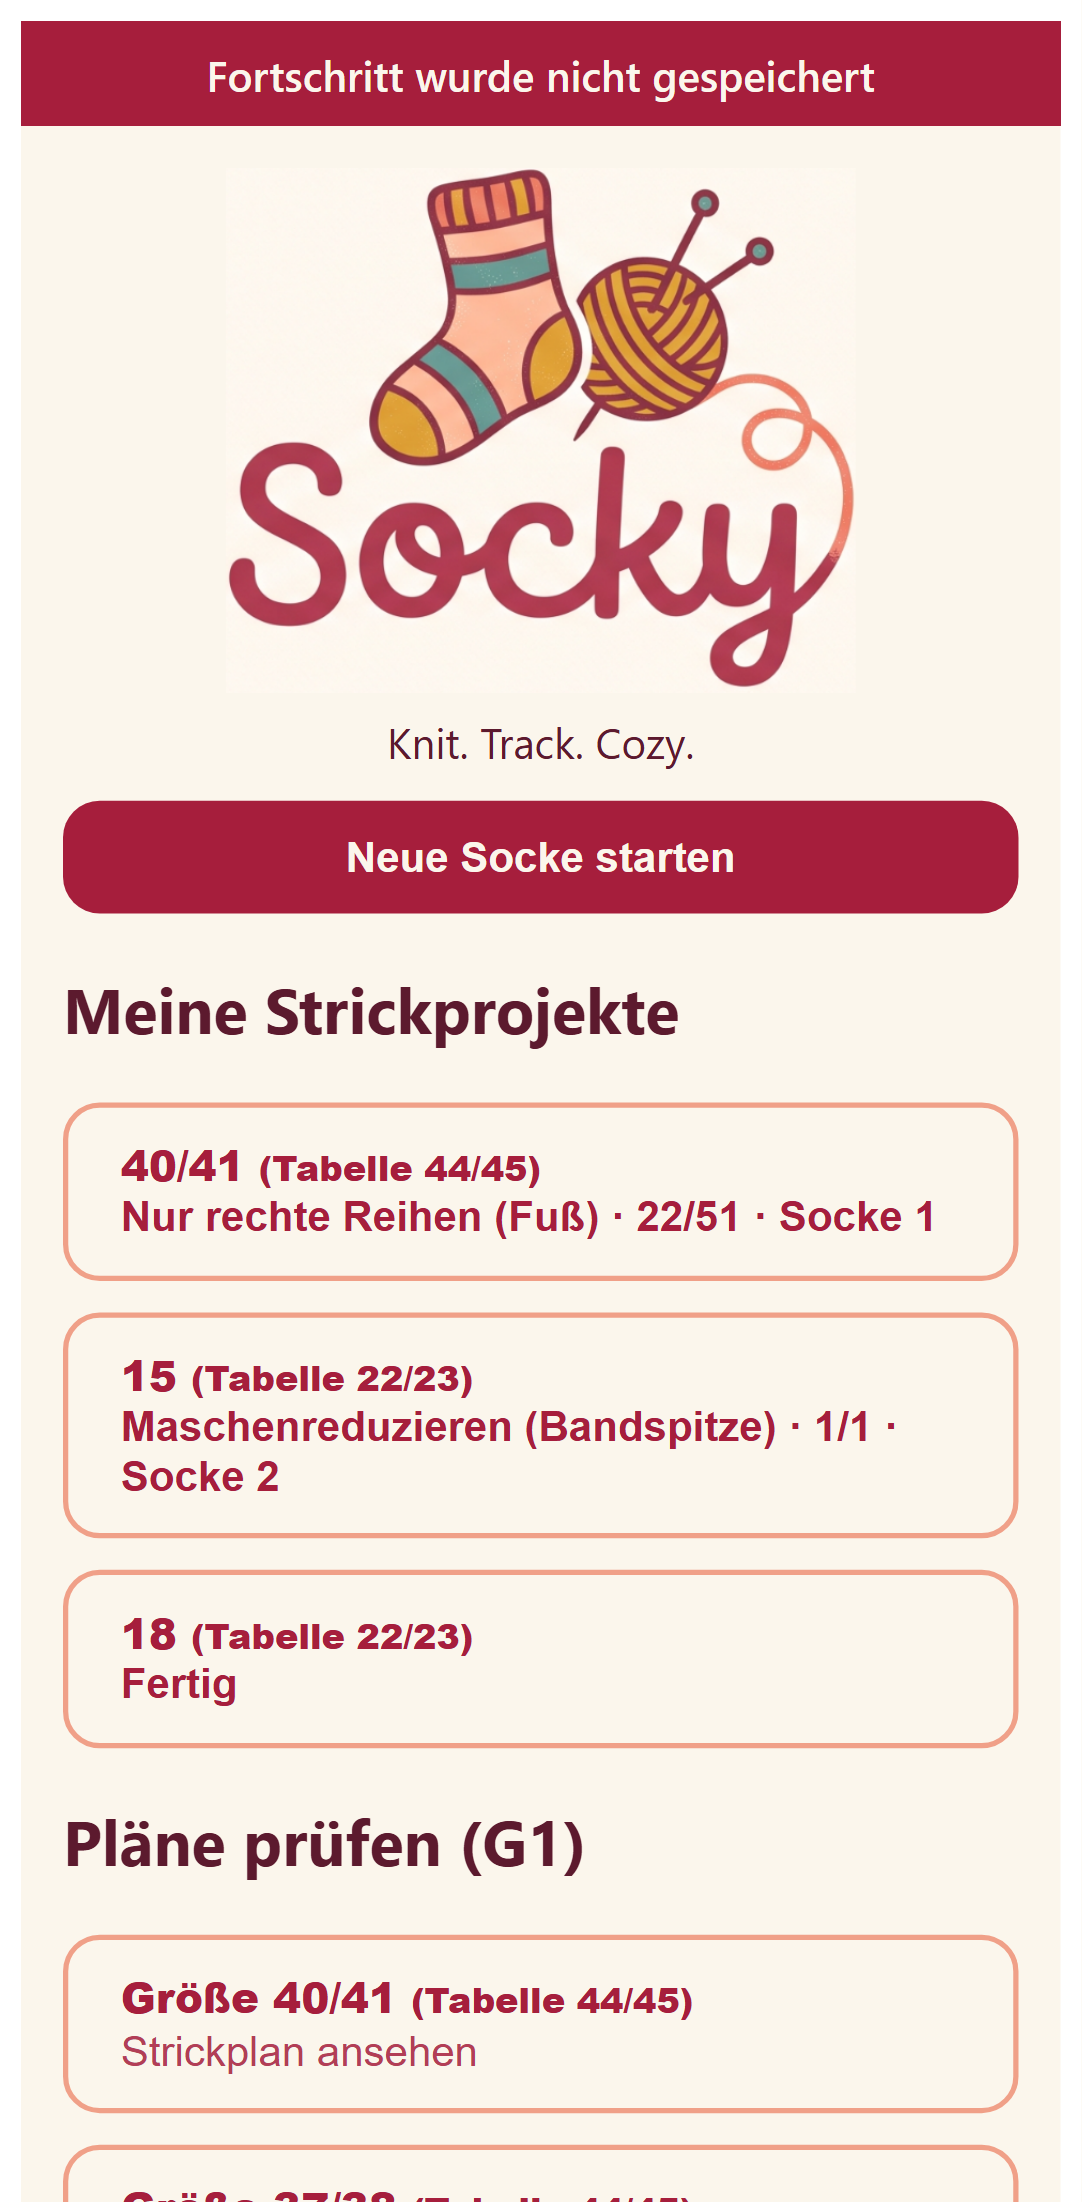 Fortschritt wurde nicht gespeichert
Socky
Knit. Track. Cozy.
Neue Socke starten
Meine Strickprojekte
40/41 (Tabelle 44/45)
Nur rechte Reihen (Fuß) · 22/51 · Socke 1
15 (Tabelle 22/23)
Maschenreduzieren (Bandspitze) · 1/1 ·
Socke 2
18 (Tabelle 22/23)
Fertig
Pläne prüfen (G1)
Größe 40/41 (Tabelle 44/45)
Strickplan ansehen